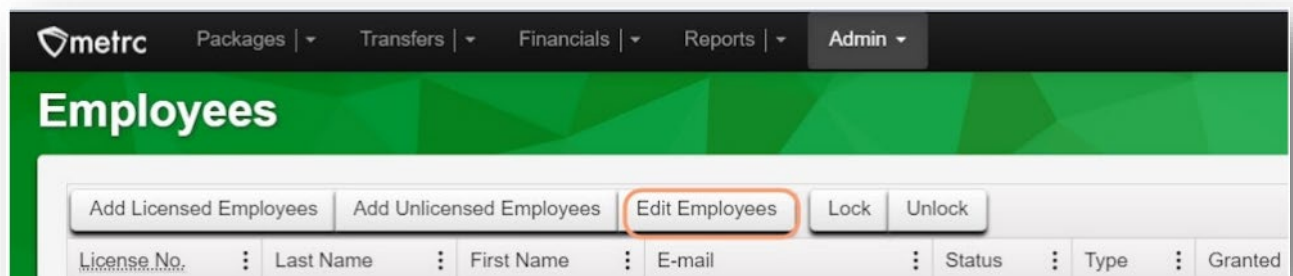 metrc Packages | Transfers | Financials | Reports | Admin
Employees
Add Licensed Employees Add Unlicensed Employees Edit Employees Lock Unlock
License No. Last Name First Name E-mail Status Type Granted